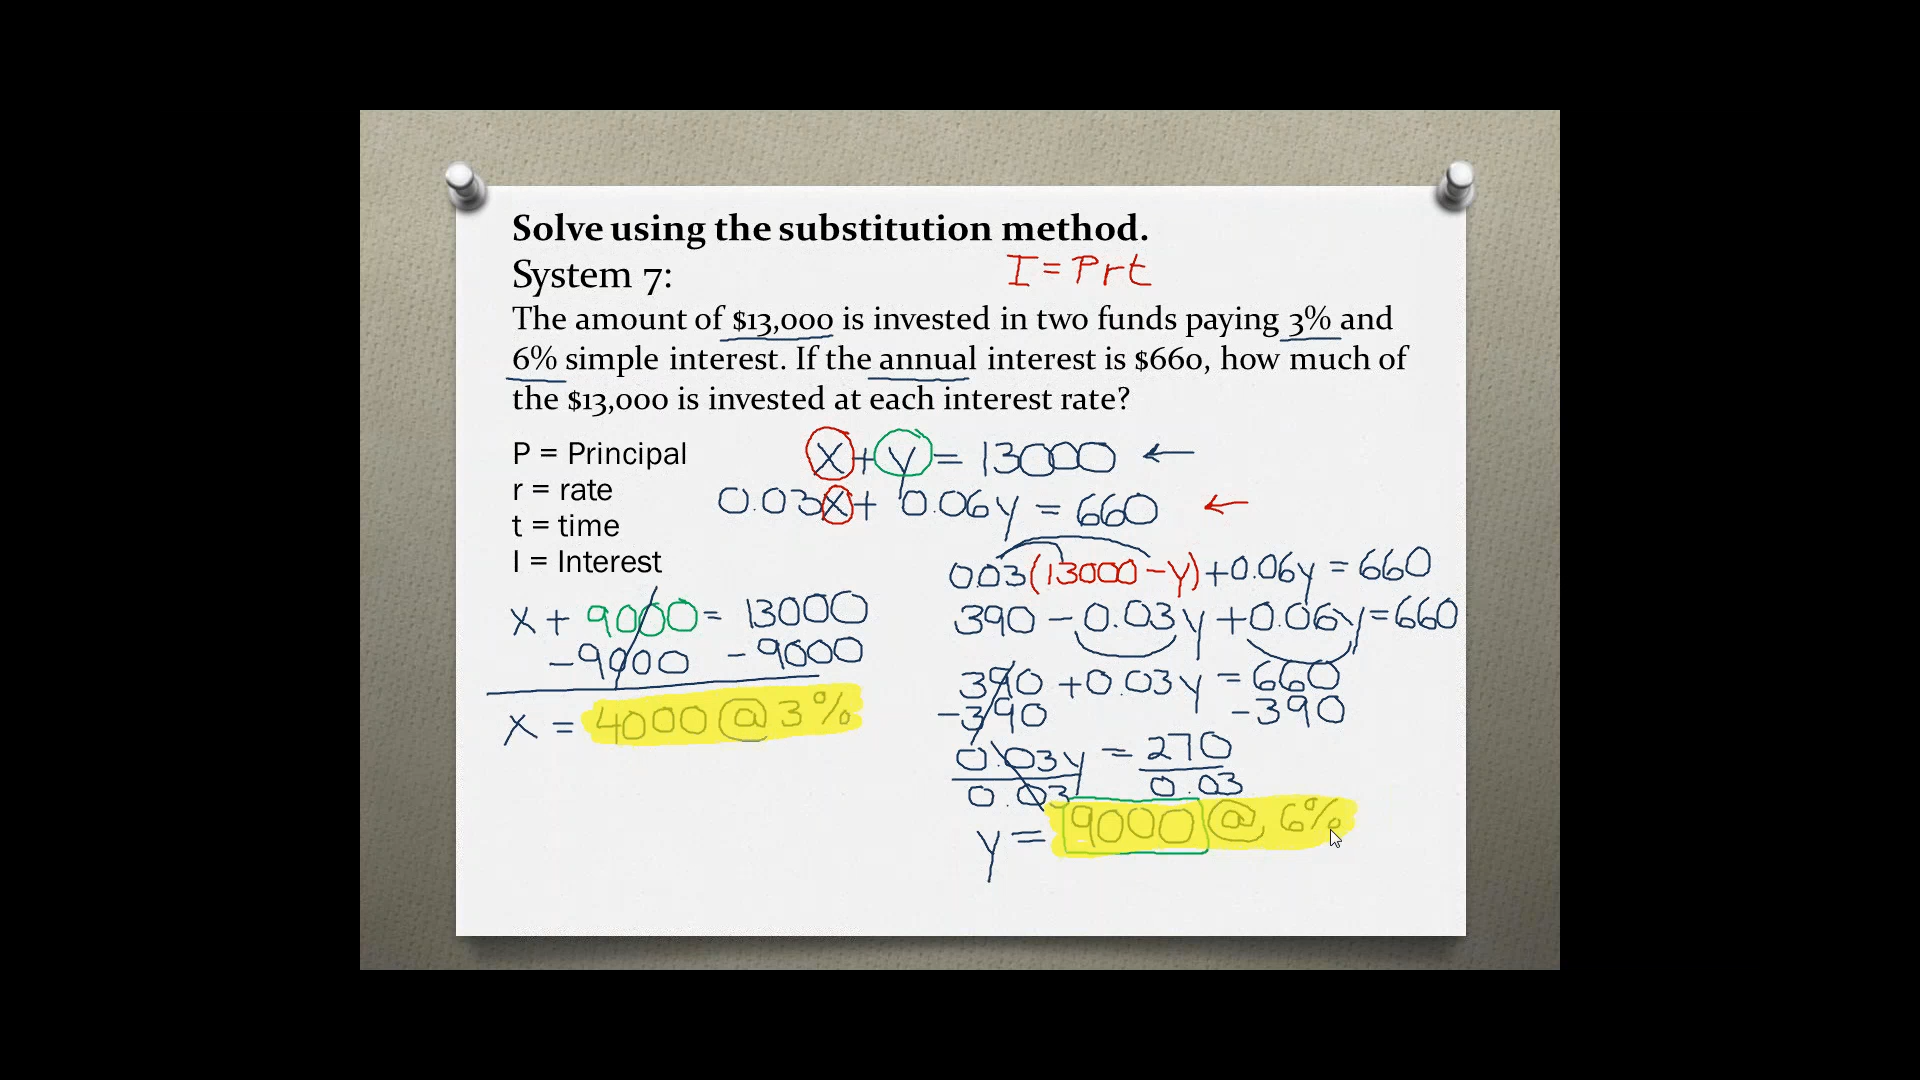 Solve using the substitution method.
System 7:
I = Prt
The amount of $13,000 is invested in two funds paying 3% and
6% simple interest. If the annual interest is $660, how much of
the $13,000 is invested at each interest rate?
P = Principal
r = rate
t = time
I = Interest
x + y = 13000 ←
0.03x + 0.06y = 660 ←
x + 9000 = 13000
-9000 -9000
x = 4000 @ 3%
0.03(13000 - y) + 0.06y = 660
390 - 0.03y + 0.06y = 660
390 + 0.03y = 660
-390 -390
0.03y = 270
0.03 0.03
y = 9000 @ 6%